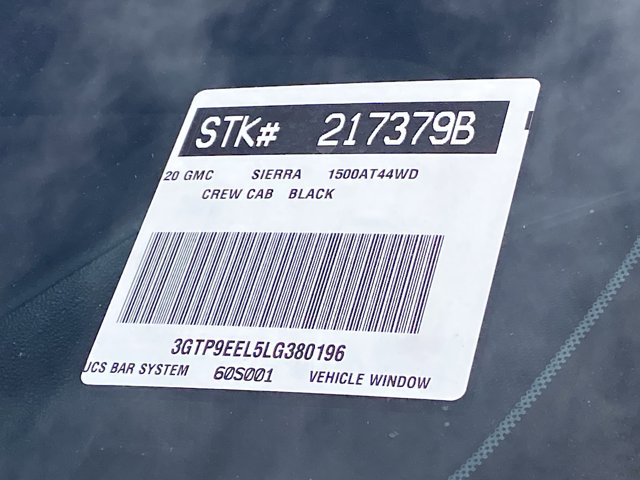 STK# 217379B
20 GMC SIERRA 1500AT44WD
CREW CAB BLACK
3GTP9EEL5LG380196
UCS BAR SYSTEM 60S001 VEHICLE WINDOW